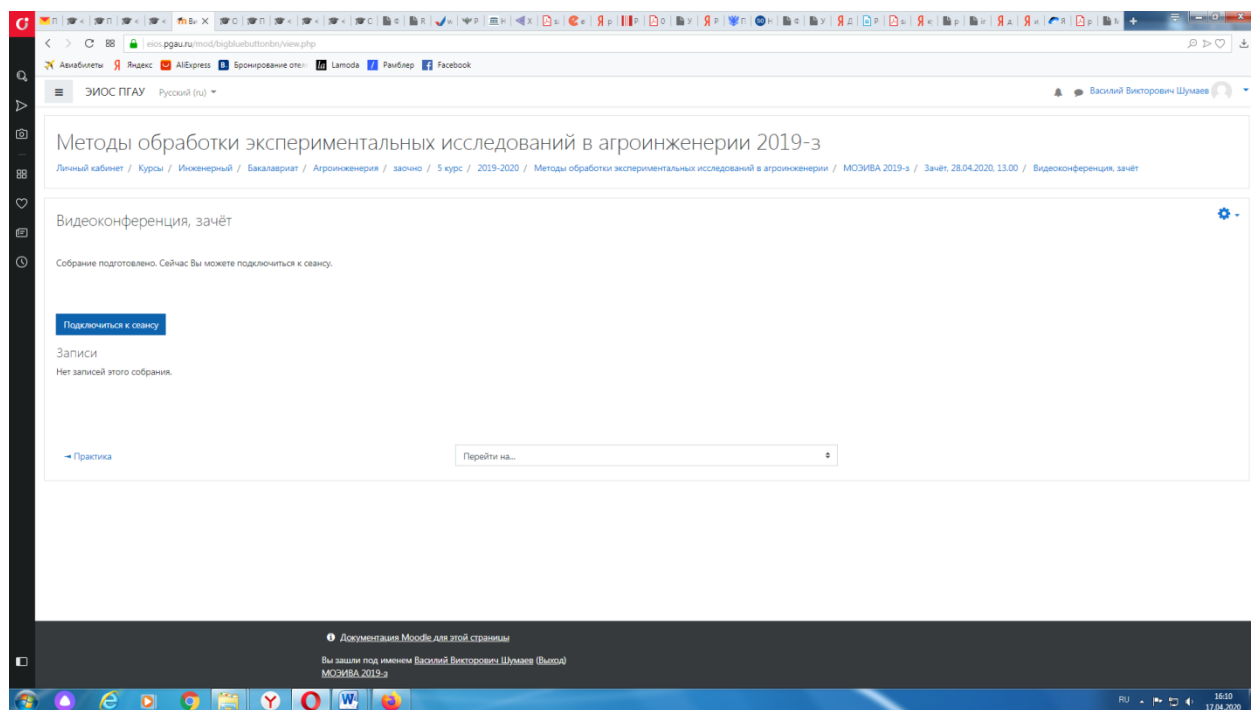 eios.pgau.ru/mod/bigbluebuttonbn/view.php
Авиабилеты Яндекс AliExpress Бронирование отел Lamoda Рамблер Facebook
ЭИОС ПГАУ Русский (ru) Василий Викторович Шумаев
Методы обработки экспериментальных исследований в агроинженерии 2019-з
Личный кабинет / Курсы / Инженерный / Бакалавриат / Агроинженерия / заочно / 5 курс / 2019-2020 / Методы обработки экспериментальных исследований в агроинженерии / МОЭИВА 2019-з / Зачёт, 28.04.2020, 13.00 / Видеоконференция, зачёт
Видеоконференция, зачёт
Собрание подготовлено. Сейчас Вы можете подключиться к сеансу.
Подключиться к сеансу
Записи
Нет записей этого собрания.
◄ Практика Перейти на...
Документация Moodle для этой страницы
Вы зашли под именем Василий Викторович Шумаев (Выход)
МОЭИВА 2019-з
RU 16:10
17.04.2020